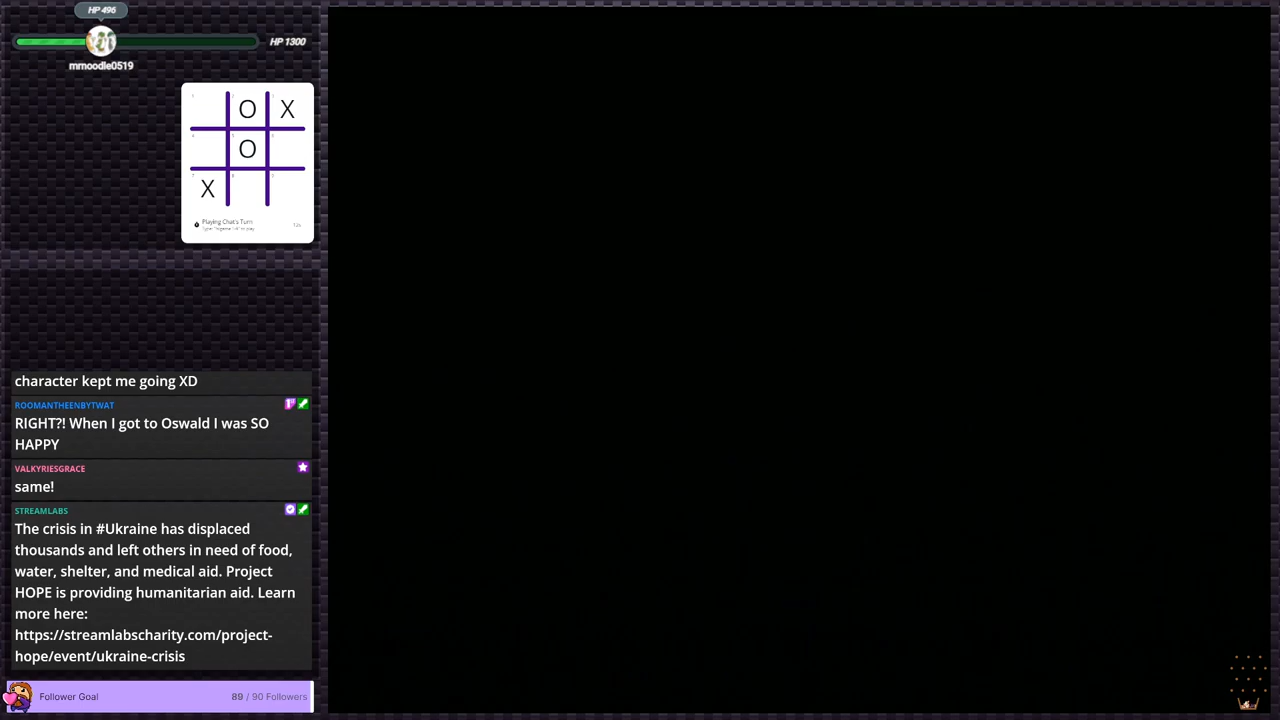 HP 496
HP 1300
mmoodle0519
O X
O
X
Playing Chat's Turn
character kept me going XD
ROOMANTHEENBYTWAT
RIGHT?! When I got to Oswald I was SO
HAPPY
VALKYRIESGRACE
same!
STREAMLABS
The crisis in #Ukraine has displaced
thousands and left others in need of food,
water, shelter, and medical aid. Project
HOPE is providing humanitarian aid. Learn
more here:
https://streamlabscharity.com/project-
hope/event/ukraine-crisis
Follower Goal
89 / 90 Followers